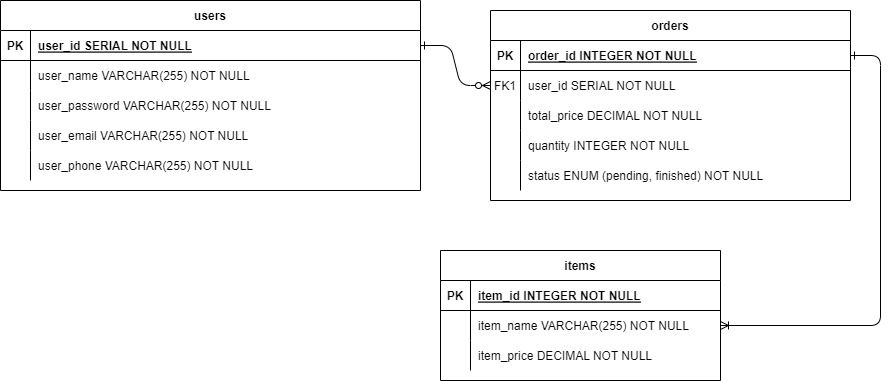 users
PK user_id SERIAL NOT NULL
user_name VARCHAR(255) NOT NULL
user_password VARCHAR(255) NOT NULL
user_email VARCHAR(255) NOT NULL
user_phone VARCHAR(255) NOT NULL
orders
PK order_id INTEGER NOT NULL
FK1 user_id SERIAL NOT NULL
total_price DECIMAL NOT NULL
quantity INTEGER NOT NULL
status ENUM (pending, finished) NOT NULL
items
PK item_id INTEGER NOT NULL
item_name VARCHAR(255) NOT NULL
item_price DECIMAL NOT NULL